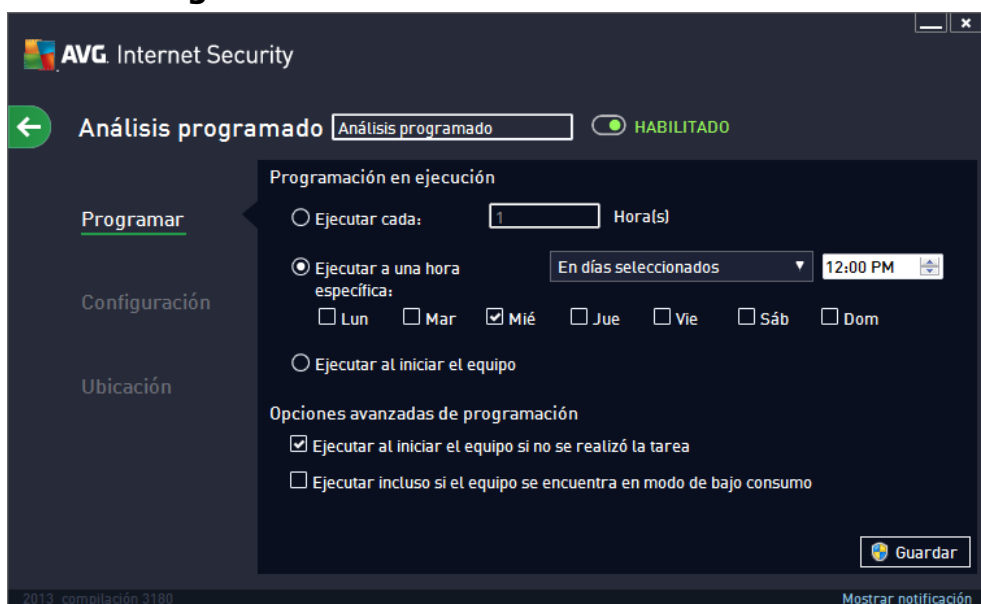 AVG. Internet Security
Análisis programado Análisis programado HABILITADO
Programación en ejecución
Programar
Ejecutar cada: 1 Hora(s)
Ejecutar a una hora específica: En días seleccionados 12:00 PM
Lun Mar Mié Jue Vie Sáb Dom
Configuración
Ejecutar al iniciar el equipo
Ubicación
Opciones avanzadas de programación
Ejecutar al iniciar el equipo si no se realizó la tarea
Ejecutar incluso si el equipo se encuentra en modo de bajo consumo
Guardar
2013 compilación 3180 Mostrar notificación